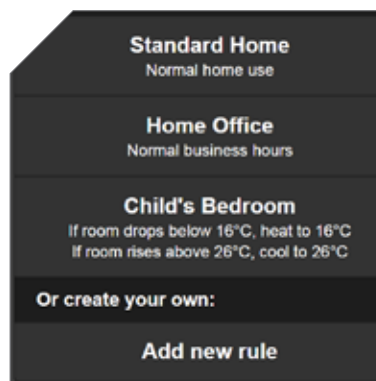 Standard Home
Normal home use
Home Office
Normal business hours
Child's Bedroom
If room drops below 16°C, heat to 16°C
If room rises above 26°C, cool to 26°C
Or create your own:
Add new rule